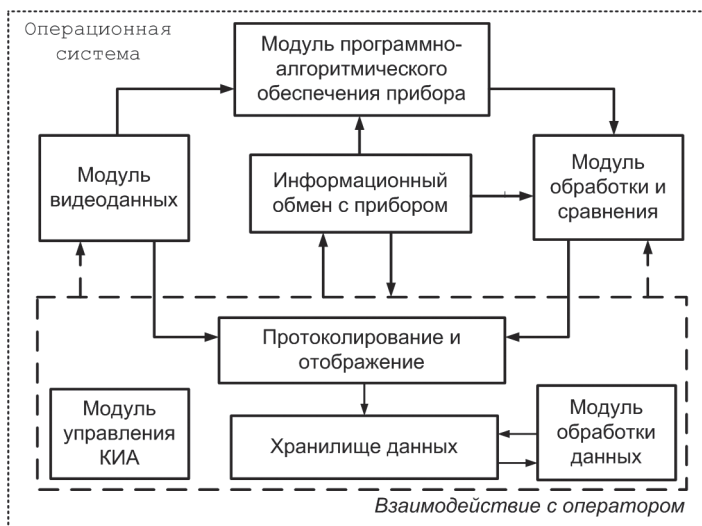 Операционная
система
Модуль программно-
алгоритмического
обеспечения прибора
Модуль
видеоданных
Информационный
обмен с прибором
Модуль
обработки и
сравнения
Протоколирование и
отображение
Модуль
управления
КИА
Хранилище данных
Модуль
обработки
данных
Взаимодействие с оператором